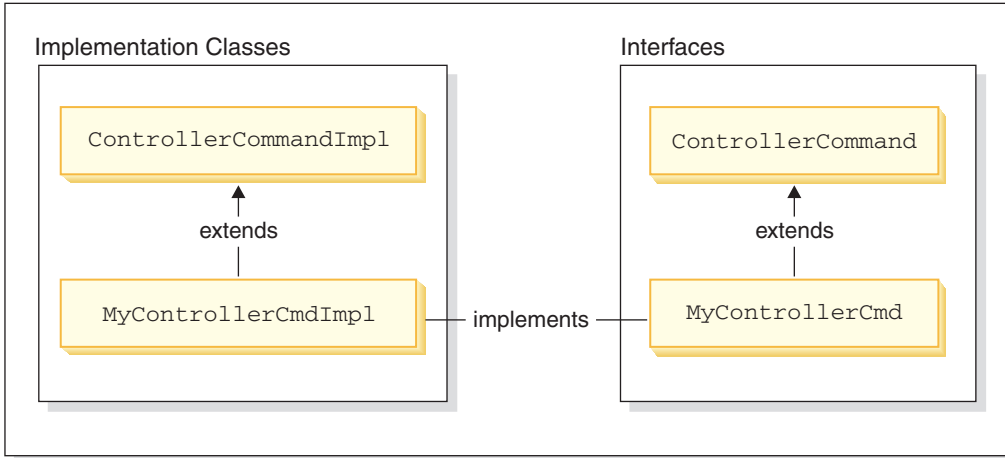 Implementation Classes
Interfaces
ControllerCommandImpl
ControllerCommand
extends
extends
MyControllerCmdImpl
implements
MyControllerCmd